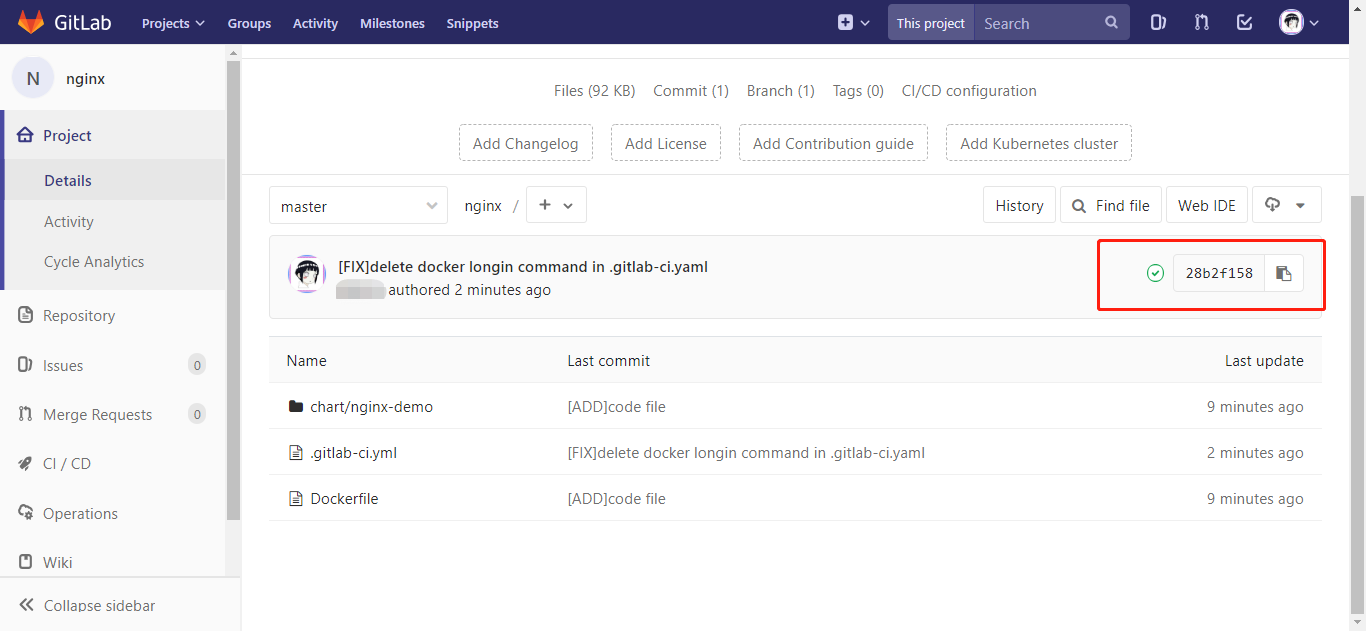 GitLab Projects Groups Activity Milestones Snippets This project Search
N nginx
Project
Details
Activity
Cycle Analytics
Repository
Issues 0
Merge Requests 0
CI / CD
Operations
Wiki
Collapse sidebar
Files (92 KB) Commit (1) Branch (1) Tags (0) CI/CD configuration
Add Changelog Add License Add Contribution guide Add Kubernetes cluster
master nginx / + History Find file Web IDE
[FIX]delete docker longin command in .gitlab-ci.yaml
authored 2 minutes ago
28b2f158
Name Last commit Last update
chart/nginx-demo [ADD]code file 9 minutes ago
.gitlab-ci.yml [FIX]delete docker longin command in .gitlab-ci.yaml 2 minutes ago
Dockerfile [ADD]code file 9 minutes ago